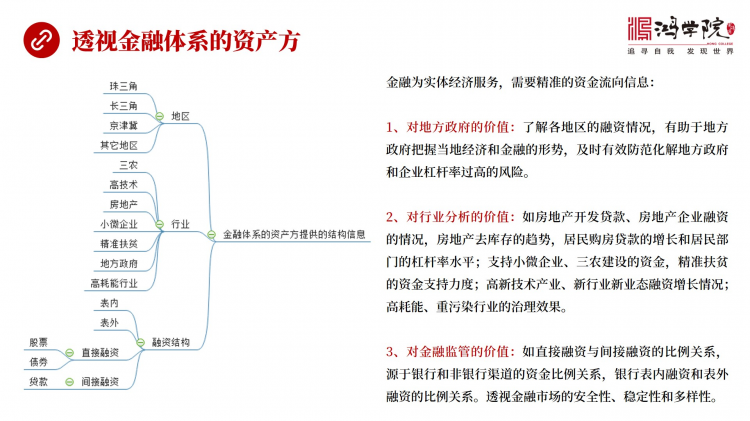 透视金融体系的资产方
鸿学院
HONG COLLEGE
追寻自我 发现世界
珠三角
长三角
京津冀
其它地区
地区
三农
高技术
房地产
小微企业
精准扶贫
地方政府
高耗能行业
行业
金融体系的资产方提供的结构信息
表内
表外
股票
债券
直接融资
贷款
间接融资
融资结构
金融为实体经济服务，需要精准的资金流向信息：
1、对地方政府的价值：了解各地区的融资情况，有助于地方
政府把握当地经济和金融的形势，及时有效防范化解地方政府
和企业杠杆率过高的风险。
2、对行业分析的价值：如房地产开发贷款、房地产企业融资
的情况，房地产去库存的趋势，居民购房贷款的增长和居民部
门的杠杆率水平；支持小微企业、三农建设的资金，精准扶贫
的资金支持力度；高新技术产业、新行业新业态融资增长情况；
高耗能、重污染行业的治理效果。
3、对金融监管的价值：如直接融资与间接融资的比例关系，
源于银行和非银行渠道的资金比例关系，银行表内融资和表外
融资的比例关系。透视金融市场的安全性、稳定性和多样性。